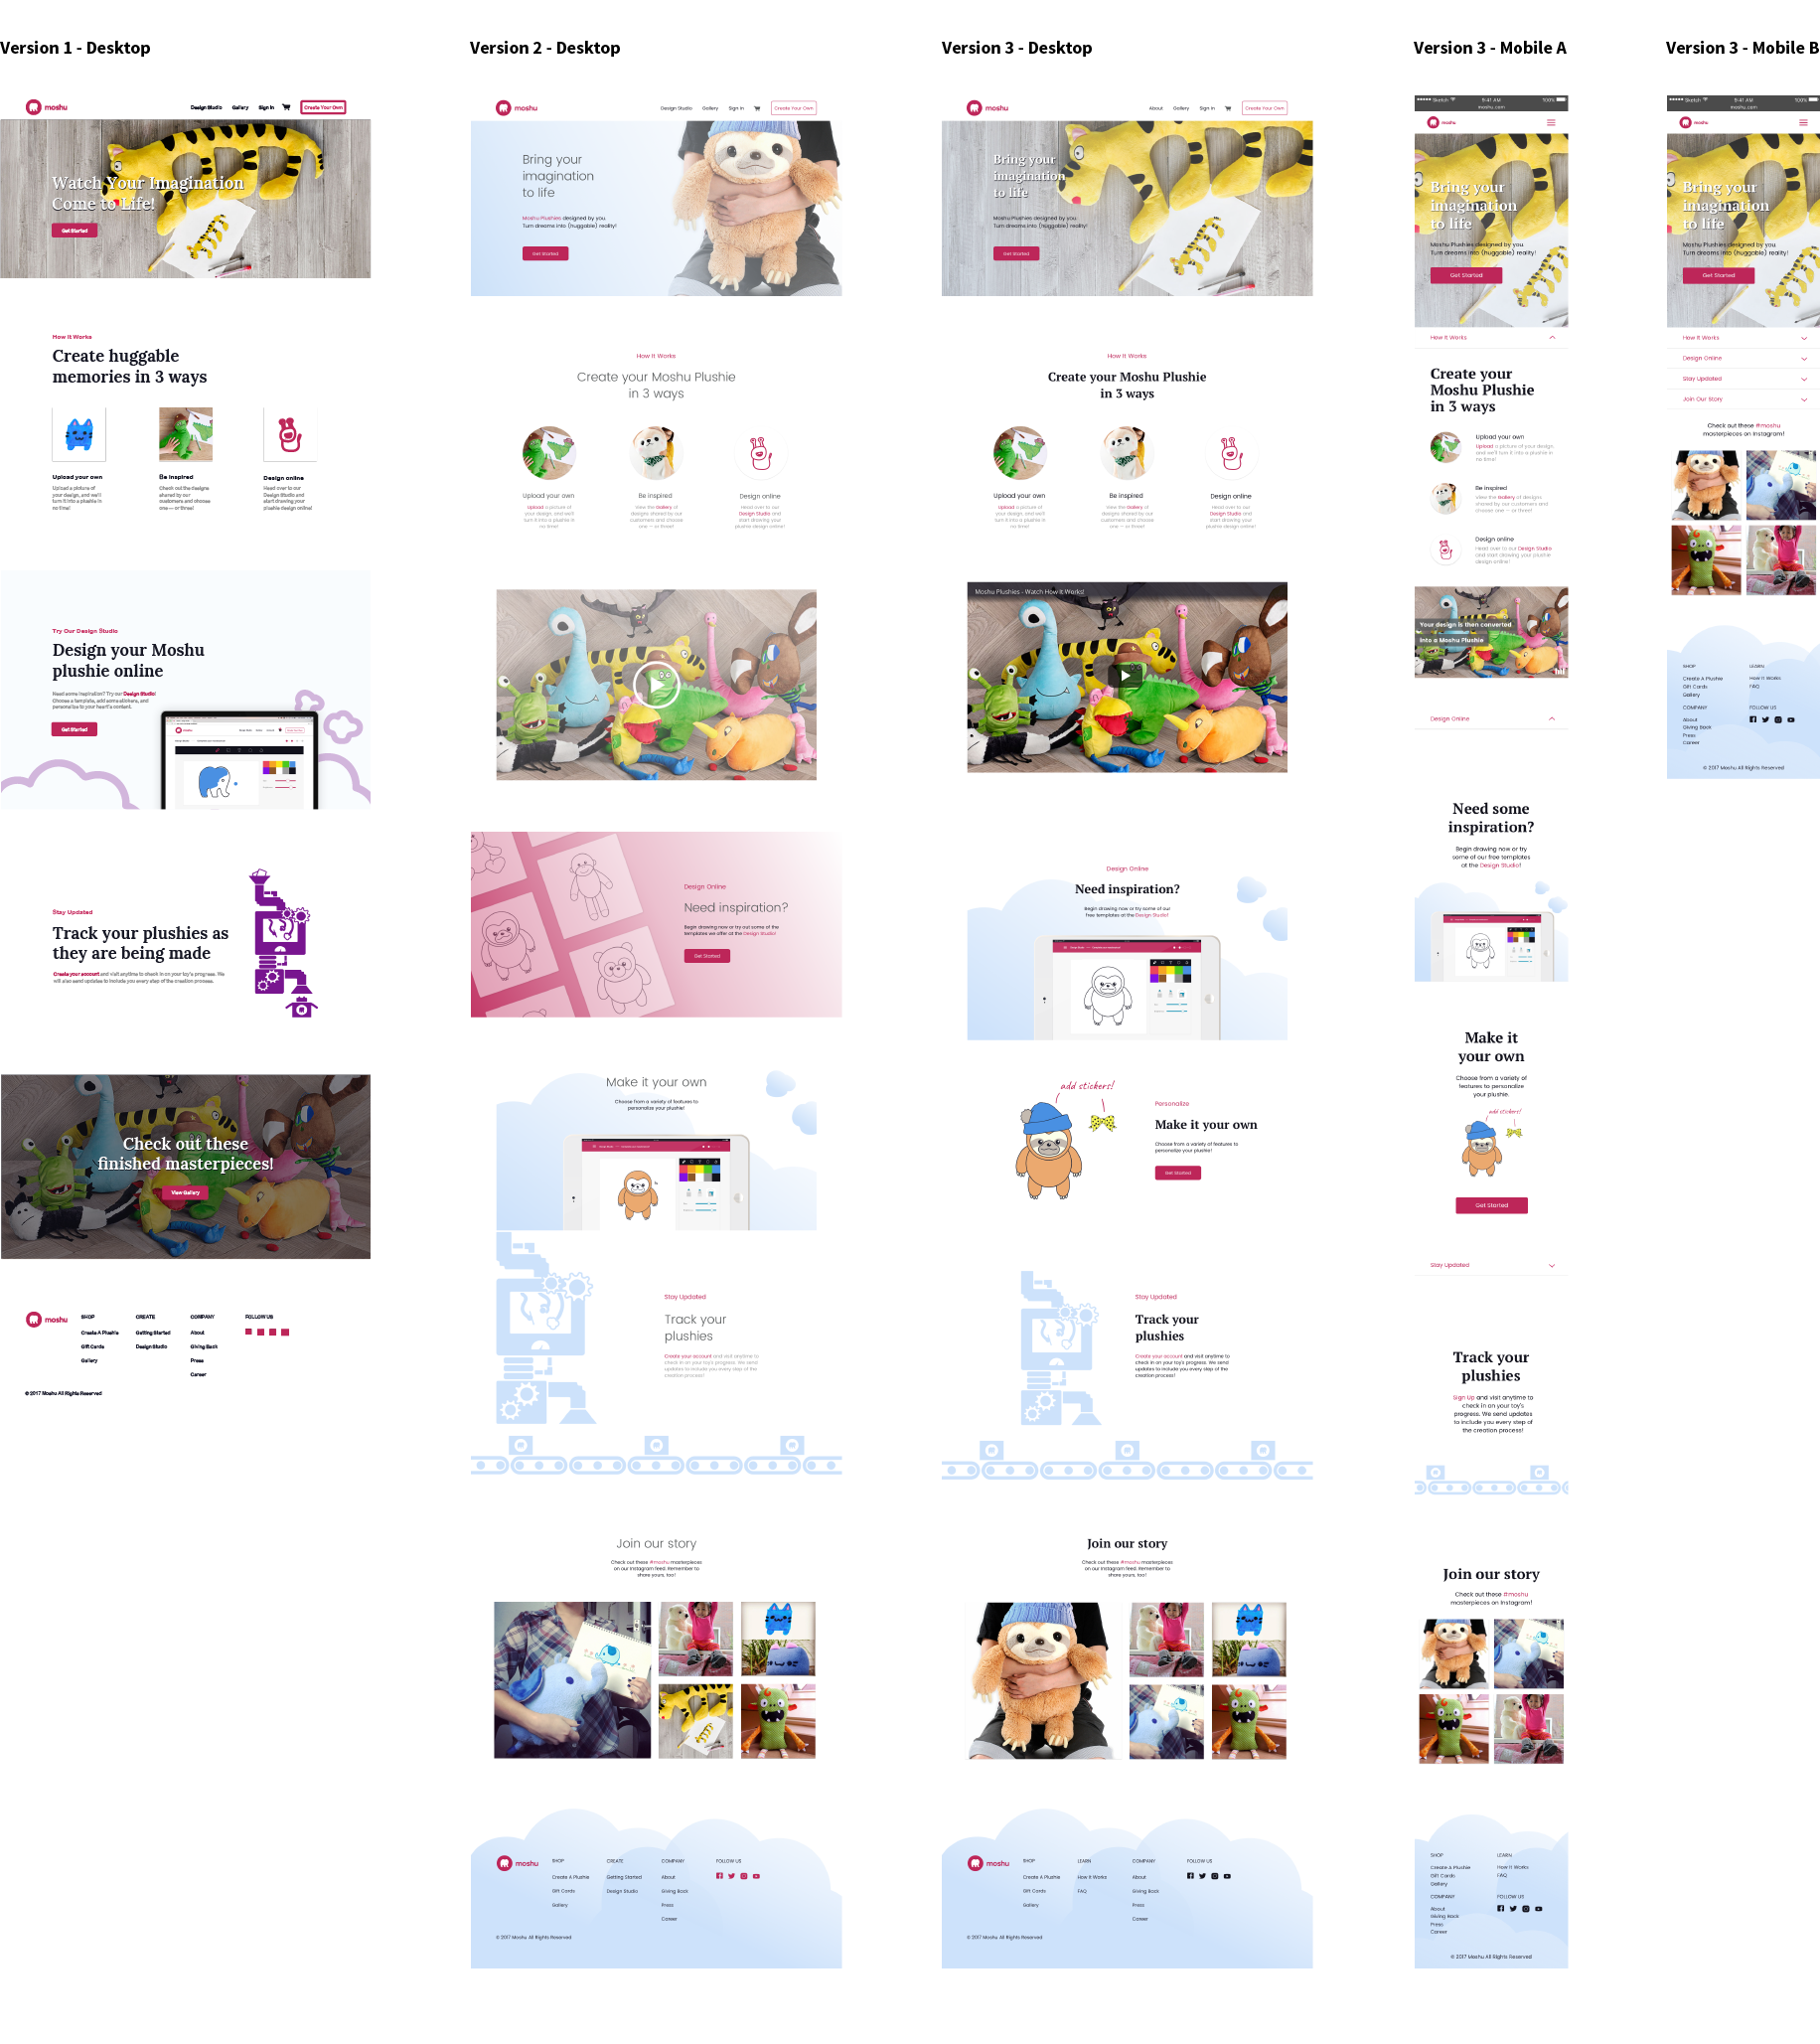 Version 1 - Desktop
moshu
Design Studio
Gallery
Sign In
Create Your Own
Watch Your Imagination
Come to Life!
Get Started
How It Works
Create huggable
memories in 3 ways
Upload your own
Upload a picture of
your design, and we'll
turn it into a plushie in
no time!
Be inspired
Check out the designs
shared by our
customers and choose
one — or three!
Design online
Head over to our
Design Studio and
start drawing your
plushie design online!
Try Our Design Studio
Design your Moshu
plushie online
Need some inspiration? Try our Design Studio!
Choose a template, add some stickers, and
personalize to your heart's content.
Get Started
Stay Updated
Track your plushies as
they are being made
Create your account and visit anytime to check in on your toy's progress. We
will also send updates to include you every step of the creation process.
Check out these
finished masterpieces!
View Gallery
moshu
SHOP
Create A Plushie
Gift Cards
Gallery
CREATE
Getting Started
Design Studio
COMPANY
About
Giving Back
Press
Career
FOLLOW US
© 2017 Moshu All Rights Reserved
Version 2 - Desktop
moshu
Design Studio
Gallery
Sign In
Create Your Own
Bring your
imagination
to life
Moshu Plushies designed by you.
Turn dreams into (huggable) reality!
Get Started
How It Works
Create your Moshu Plushie
in 3 ways
Upload your own
Upload a picture of
your design, and we'll
turn it into a plushie in
no time!
Be inspired
View the Gallery of
designs shared by our
customers and choose
one — or three!
Design online
Head over to our
Design Studio and
start drawing your
plushie design online!
Design Online
Need inspiration?
Begin drawing now or try out some of the
templates we offer at the Design Studio!
Get Started
Make it your own
Choose from a variety of features to
personalize your plushie!
Stay Updated
Track your
plushies
Create your account and visit anytime to
check in on your toy's progress. We send
updates to include you every step of the
creation process!
Join our story
Check out these #moshu masterpieces
on our Instagram feed. Remember to
share yours, too!
moshu
SHOP
Create A Plushie
Gift Cards
Gallery
CREATE
Getting Started
Design Studio
COMPANY
About
Giving Back
Press
Career
FOLLOW US
© 2017 Moshu All Rights Reserved
Version 3 - Desktop
moshu
About
Gallery
Sign In
Create Your Own
Bring your
imagination
to life
Moshu Plushies designed by you.
Turn dreams into (huggable) reality!
Get Started
How It Works
Create your Moshu Plushie
in 3 ways
Upload your own
Upload a picture of
your design, and we'll
turn it into a plushie in
no time!
Be inspired
View the Gallery of
designs shared by our
customers and choose
one — or three!
Design online
Head over to our
Design Studio and
start drawing your
plushie design online!
Moshu Plushies - Watch How It Works!
Design Online
Need inspiration?
Begin drawing now or try some of our
free templates at the Design Studio!
add stickers!
Personalize
Make it your own
Choose from a variety of features to
personalize your plushie!
Get Started
Stay Updated
Track your
plushies
Create your account and visit anytime to
check in on your toy's progress. We send
updates to include you every step of the
creation process!
Join our story
Check out these #moshu masterpieces
on our Instagram feed. Remember to
share yours, too!
moshu
SHOP
Create A Plushie
Gift Cards
Gallery
LEARN
How It Works
FAQ
COMPANY
About
Giving Back
Press
Career
FOLLOW US
© 2017 Moshu All Rights Reserved
Version 3 - Mobile A
Sketch
9:41 AM
100%
moshu.com
moshu
Bring your
imagination
to life
Moshu Plushies designed by you.
Turn dreams into (huggable) reality!
Get Started
How It Works
Create your
Moshu Plushie
in 3 ways
Upload your own
Upload a picture of your design,
and we'll turn it into a plushie in
no time!
Be inspired
View the Gallery of designs
shared by our customers and
choose one — or three!
Design online
Head over to our Design Studio
and start drawing your plushie
design online!
Your design is then converted
into a Moshu Plushie
Design Online
Need some
inspiration?
Begin drawing now or try
some of our free templates
at the Design Studio!
Make it
your own
Choose from a variety of
features to personalize
your plushie.
add stickers!
Get Started
Stay Updated
Track your
plushies
Sign Up and visit anytime to
check in on your toy's
progress. We send updates
to include you every step of
the creation process!
Join our story
Check out these #moshu
masterpieces on Instagram!
SHOP
Create a Plushie
Gift Cards
Gallery
LEARN
How It Works
FAQ
COMPANY
About
Giving Back
Press
Career
FOLLOW US
© 2017 Moshu All Rights Reserved
Version 3 - Mobile B
Sketch
9:41 AM
100%
moshu.com
moshu
Bring your
imagination
to life
Moshu Plushies designed by you.
Turn dreams into (huggable) reality!
Get Started
How It Works
Design Online
Stay Updated
Join Our Story
Check out these #moshu
masterpieces on Instagram!
SHOP
Create A Plushie
Gift Cards
Gallery
LEARN
How It Works
FAQ
COMPANY
About
Giving Back
Press
Career
FOLLOW US
© 2017 Moshu All Rights Reserved